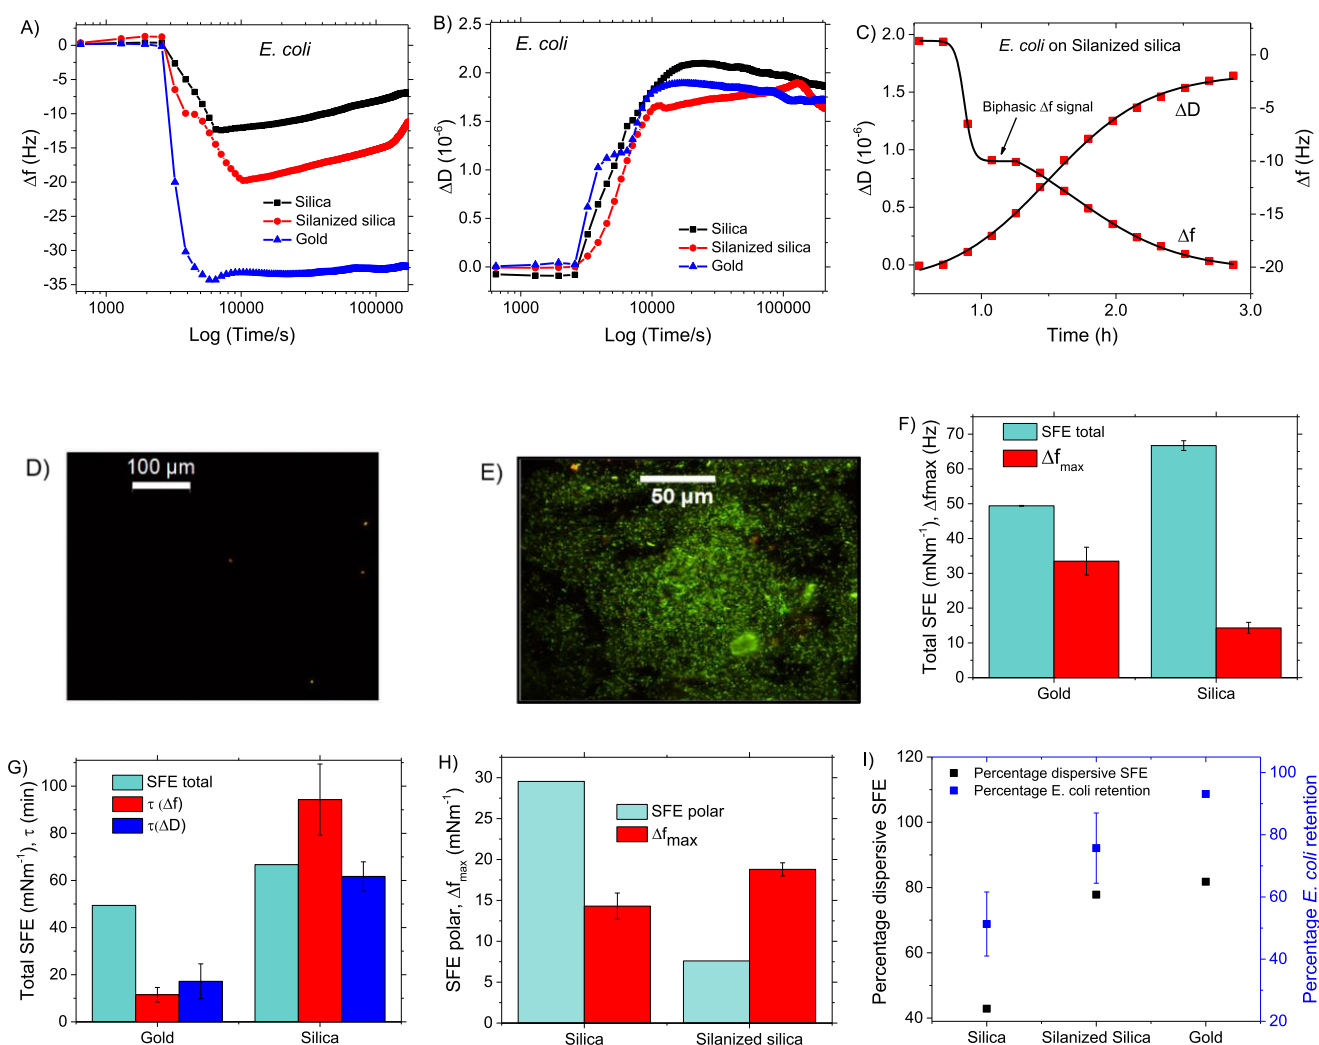 A)
E. coli
0
-5
-10
-15
-20
-25
-30
-35
Δf (Hz)
Silica
Silanized silica
Gold
1000
10000
100000
Log (Time/s)
B)
E. coli
2.5
2.0
1.5
1.0
0.5
0.0
ΔD (10⁻⁶)
Silica
Silanized silica
Gold
1000
10000
100000
Log (Time/s)
C)
E. coli on Silanized silica
2.0
1.5
1.0
0.5
0.0
ΔD (10⁻⁶)
Biphasic Δf signal
ΔD
Δf
0
-5
-10
-15
-20
Δf (Hz)
1.0
2.0
3.0
Time (h)
D)
100 µm
E)
50 µm
F)
SFE total
Δfmax
70
60
50
40
30
20
10
0
Total SFE (mNm⁻¹), Δfmax (Hz)
Gold
Silica
G)
SFE total
τ (Δf)
τ(ΔD)
100
80
60
40
20
0
Total SFE (mNm⁻¹), τ (min)
Gold
Silica
H)
SFE polar
Δfmax
30
25
20
15
10
5
0
SFE polar, Δfmax (mNm⁻¹)
Silica
Silanized silica
I)
Percentage dispersive SFE
Percentage E. coli retention
120
100
80
60
40
Percentage dispersive SFE
100
80
60
40
20
Percentage E. coli retention
Silica
Silanized Silica
Gold